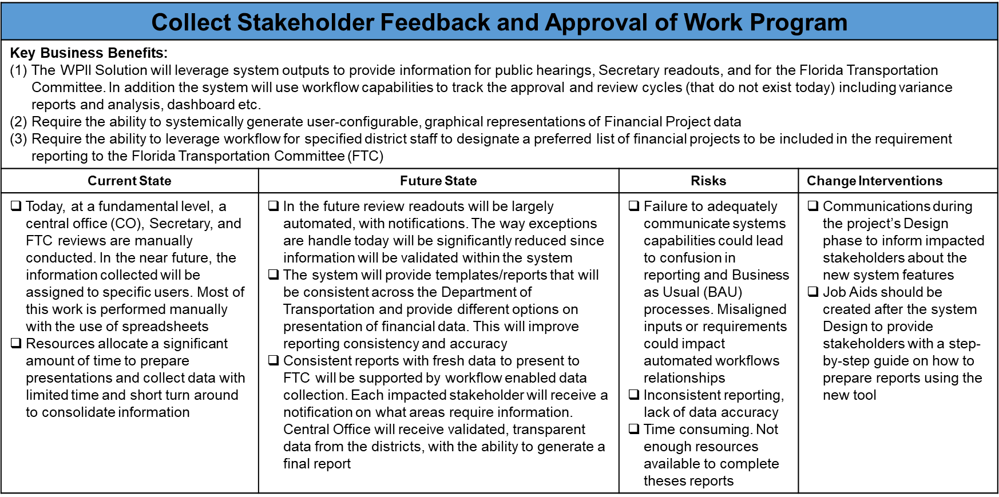 Collect Stakeholder Feedback and Approval of Work Program
Key Business Benefits:
(1) The WPII Solution will leverage system outputs to provide information for public hearings, Secretary readouts, and for the Florida Transportation
Committee. In addition the system will use workflow capabilities to track the approval and review cycles (that do not exist today) including variance
reports and analysis, dashboard etc.
(2) Require the ability to systemically generate user-configurable, graphical representations of Financial Project data
(3) Require the ability to leverage workflow for specified district staff to designate a preferred list of financial projects to be included in the requirement
reporting to the Florida Transportation Committee (FTC)
Current State
❑ Today, at a fundamental level, a
central office (CO), Secretary, and
FTC reviews are manually
conducted. In the near future, the
information collected will be
assigned to specific users. Most of
this work is performed manually
with the use of spreadsheets
❑ Resources allocate a significant
amount of time to prepare
presentations and collect data with
limited time and short turn around
to consolidate information
Future State
❑ In the future review readouts will be largely
automated, with notifications. The way exceptions
are handle today will be significantly reduced since
information will be validated within the system
❑ The system will provide templates/reports that will
be consistent across the Department of
Transportation and provide different options on
presentation of financial data. This will improve
reporting consistency and accuracy
❑ Consistent reports with fresh data to present to
FTC will be supported by workflow enabled data
collection. Each impacted stakeholder will receive a
notification on what areas require information.
Central Office will receive validated, transparent
data from the districts, with the ability to generate a
final report
Risks
❑ Failure to adequately
communicate systems
capabilities could lead
to confusion in
reporting and Business
as Usual (BAU)
processes. Misaligned
inputs or requirements
could impact
automated workflows
relationships
❑ Inconsistent reporting,
lack of data accuracy
❑ Time consuming. Not
enough resources
available to complete
theses reports
Change Interventions
❑ Communications during
the project's Design
phase to inform impacted
stakeholders about the
new system features
❑ Job Aids should be
created after the system
Design to provide
stakeholders with a step-
by-step guide on how to
prepare reports using the
new tool